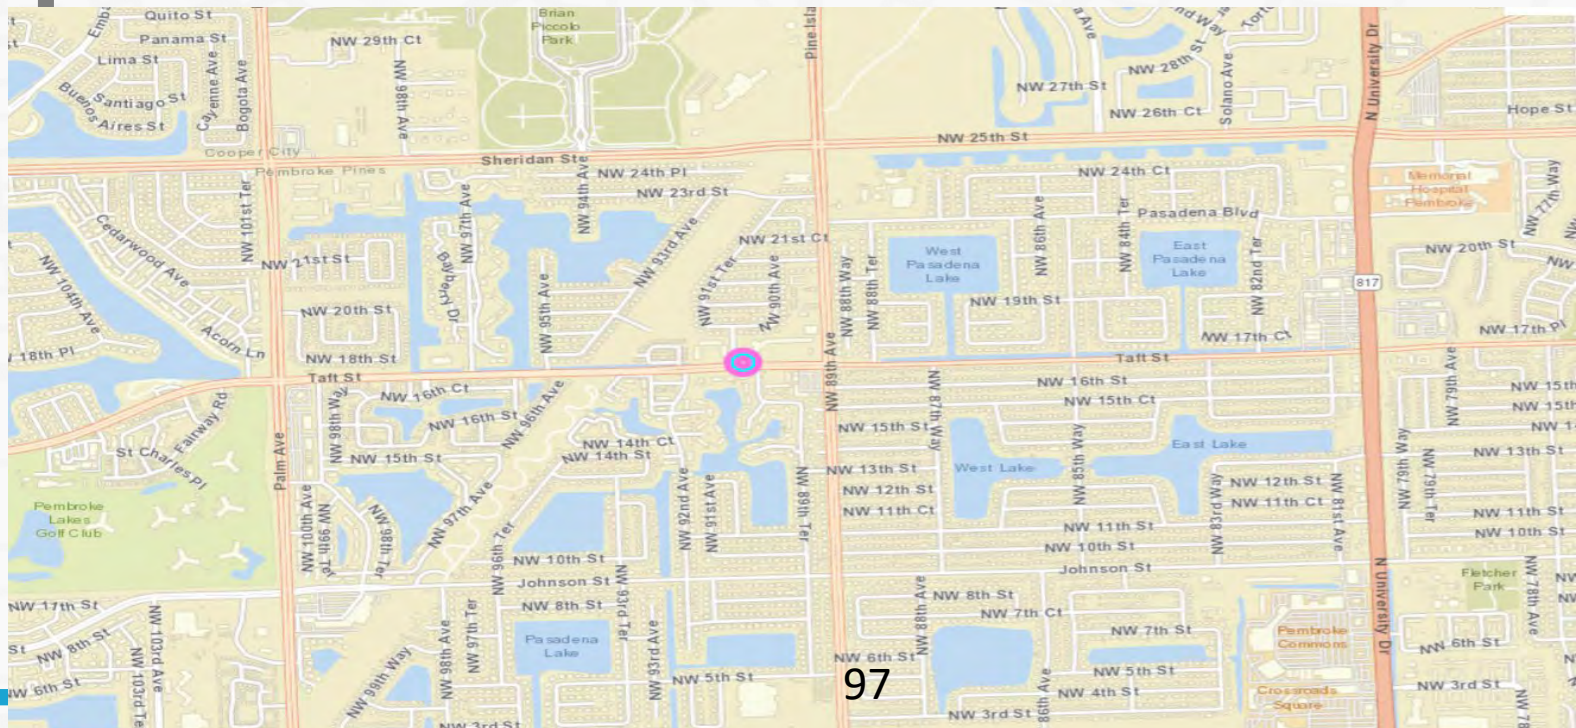 Quito St
Panama St
Lima St
Buenos Aires St
Santiago St
Cayenne Ave
Bogota Ave
NW 29th Ct
NW 98th Ave
Brian
Piccolo
Park
NW 28th St
NW 27th St
NW 26th Ct
Solano Ave
N University Dr
Hope St
NW 25th St
Cooper City
Pembroke Pines
Sheridan St
NW 94th Ave
NW 24th Pl
NW 23rd St
NW 24th Ct
Pasadena Blvd
Memorial
Hospital
Pembroke
NW 77th Way
NW 101st Ter
Cedarwood Ave
NW 104th Ave
NW 97th Ave
Bayberry Dr
NW 93rd Ave
NW 21st Ct
NW 21st St
NW 91st Ter
NW 90th Ave
NW 88th Way
NW 88th Ter
West
Pasadena
Lake
NW 86th Ave
NW 84th Ter
East
Pasadena
Lake
NW 82nd Ter
NW 20th St
817
NW 20th St
NW 95th Ave
NW 19th St
Acorn Ln
NW 17th Ct
NW 17th Pl
18th Pl
NW 18th St
Taft St
Taft St
NW 89th Ave
NW 16th Ct
NW 16th St
NW 15th Ct
NW 79th Ave
NW 98th Way
NW 16th St
NW 96th Ave
Fairway Rd
St Charles Pl
Palm Ave
NW 15th St
NW 14th Ct
NW 14th St
NW 15th St
NW 87th Way
NW 85th Way
East Lake
West Lake
NW 13th St
NW 13th St
NW 12th St
NW 12th St
NW 11th Ct
NW 11th Ct
NW 79th Way
NW 79th Ter
NW 83rd Way
NW 81st Ave
Pembroke
Lakes
Golf Club
NW 100th Ave
NW 99th Ter
NW 98th Ter
NW 97th Ave
NW 96th Ter
NW 92nd Ave
NW 91st Ave
NW 89th Ter
NW 11th St
NW 11th St
NW 10th St
NW 10th St
NW 10th St
Johnson St
Johnson St
N University Dr
Fletcher
Park
NW 78th Ave
NW 17th St
NW 8th St
NW 103rd Ave
NW 8th St
NW 93rd Ter
NW 97th Ter
NW 98th Ave
Pasadena
Lake
NW 93rd Ave
NW 88th Ave
NW 8th St
NW 7th Ct
NW 7th St
Pembroke
Commons
NW 6th St
NW 6th St
NW 6th St
NW 99th Way
NW 5th St
NW 5th St
NW 4th St
86th Ave
Crossroads
Square
NW 3rd St
NW 3rd St
NW 3rd St
97